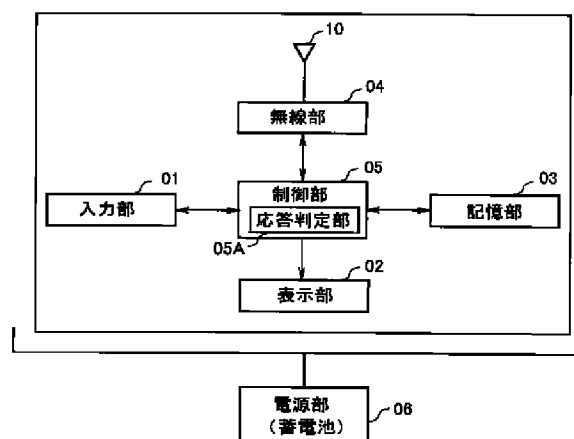 10
04
無線部
01
05
03
入力部
制御部
記憶部
応答判定部
05A
02
表示部
電源部
(蓄電池)
06